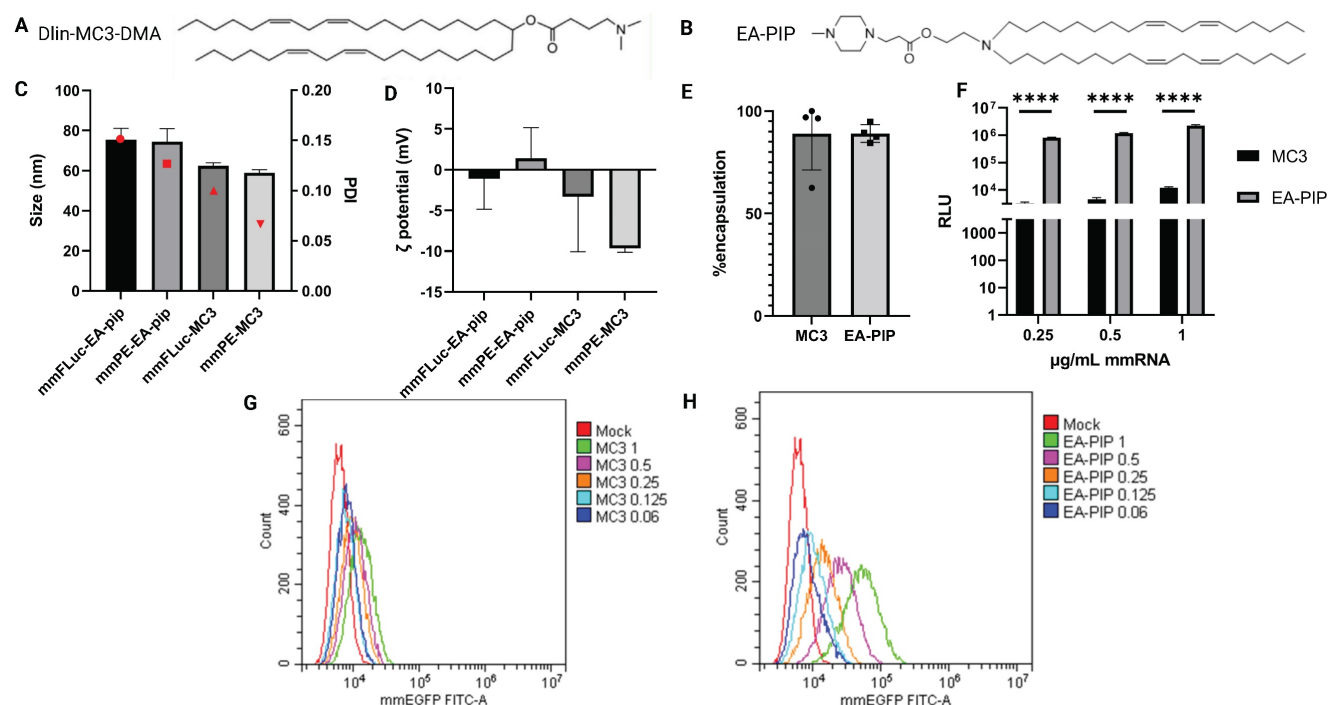 A Dlin-MC3-DMA
O
O
N
B EA-PIP
N
N
O
O
N
C
Size (nm)
100
80
60
40
20
0
0.20
0.15
0.10
0.05
0.00
PDI
mmFLuc-EA-pip
mmPE-EA-pip
mmFLuc-MC3
mmPE-MC3
D
ζ potential (mV)
10
5
0
-5
-10
-15
mmFLuc-EA-pip
mmPE-EA-pip
mmFLuc-MC3
mmPE-MC3
E
%encapsulation
100
50
0
MC3 EA-PIP
F
RLU
10⁷
10⁶
10⁵
10⁴
1000
100
10
1
**** **** ****
0.25 0.5 1
µg/mL mmRNA
MC3
EA-PIP
G
Count
600
400
200
0
10⁴ 10⁵ 10⁶ 10⁷
mmEGFP FITC-A
Mock
MC3 1
MC3 0.5
MC3 0.25
MC3 0.125
MC3 0.06
H
Count
600
400
200
0
10⁴ 10⁵ 10⁶ 10⁷
mmEGFP FITC-A
Mock
EA-PIP 1
EA-PIP 0.5
EA-PIP 0.25
EA-PIP 0.125
EA-PIP 0.06